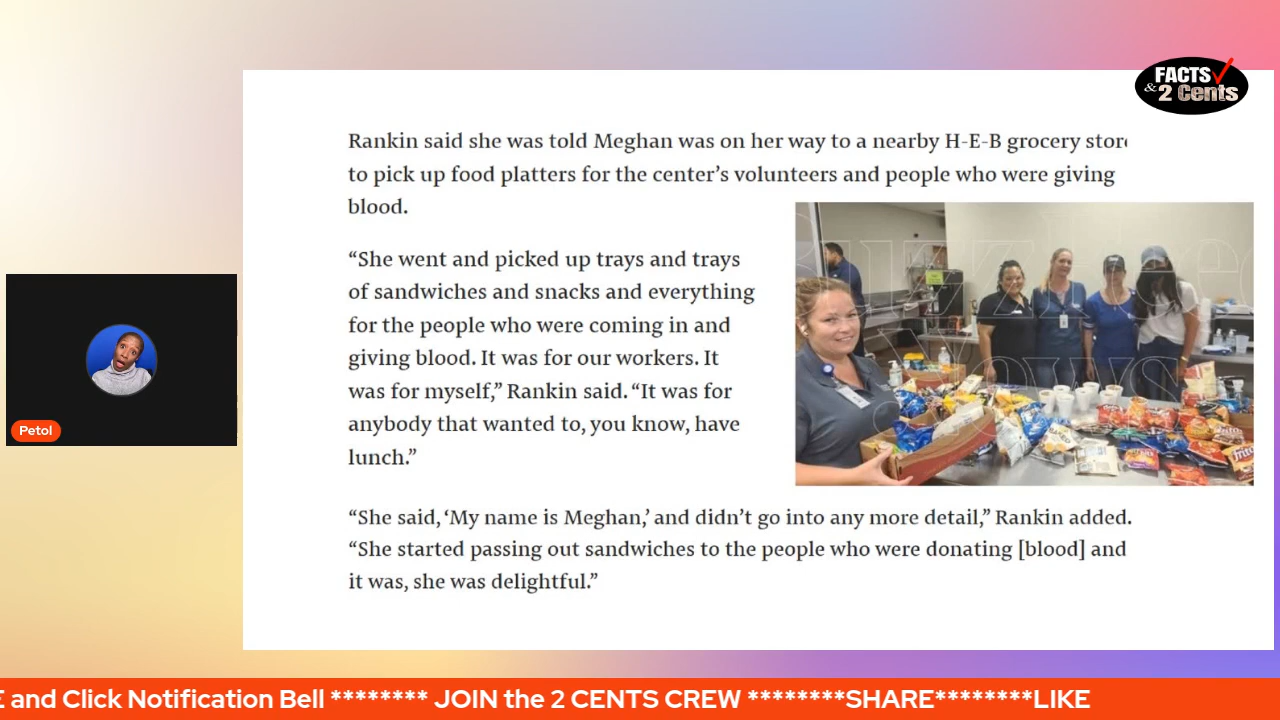 FACTS
& 2 Cents
Rankin said she was told Meghan was on her way to a nearby H-E-B grocery store
to pick up food platters for the center’s volunteers and people who were giving
blood.
“She went and picked up trays and trays
of sandwiches and snacks and everything
for the people who were coming in and
giving blood. It was for our workers. It
was for myself,” Rankin said. “It was for
anybody that wanted to, you know, have
lunch.”
“She said, ‘My name is Meghan,’ and didn’t go into any more detail,” Rankin added.
“She started passing out sandwiches to the people who were donating [blood] and
it was, she was delightful.”
Petol
E and Click Notification Bell ******** JOIN the 2 CENTS CREW ********SHARE********LIKE